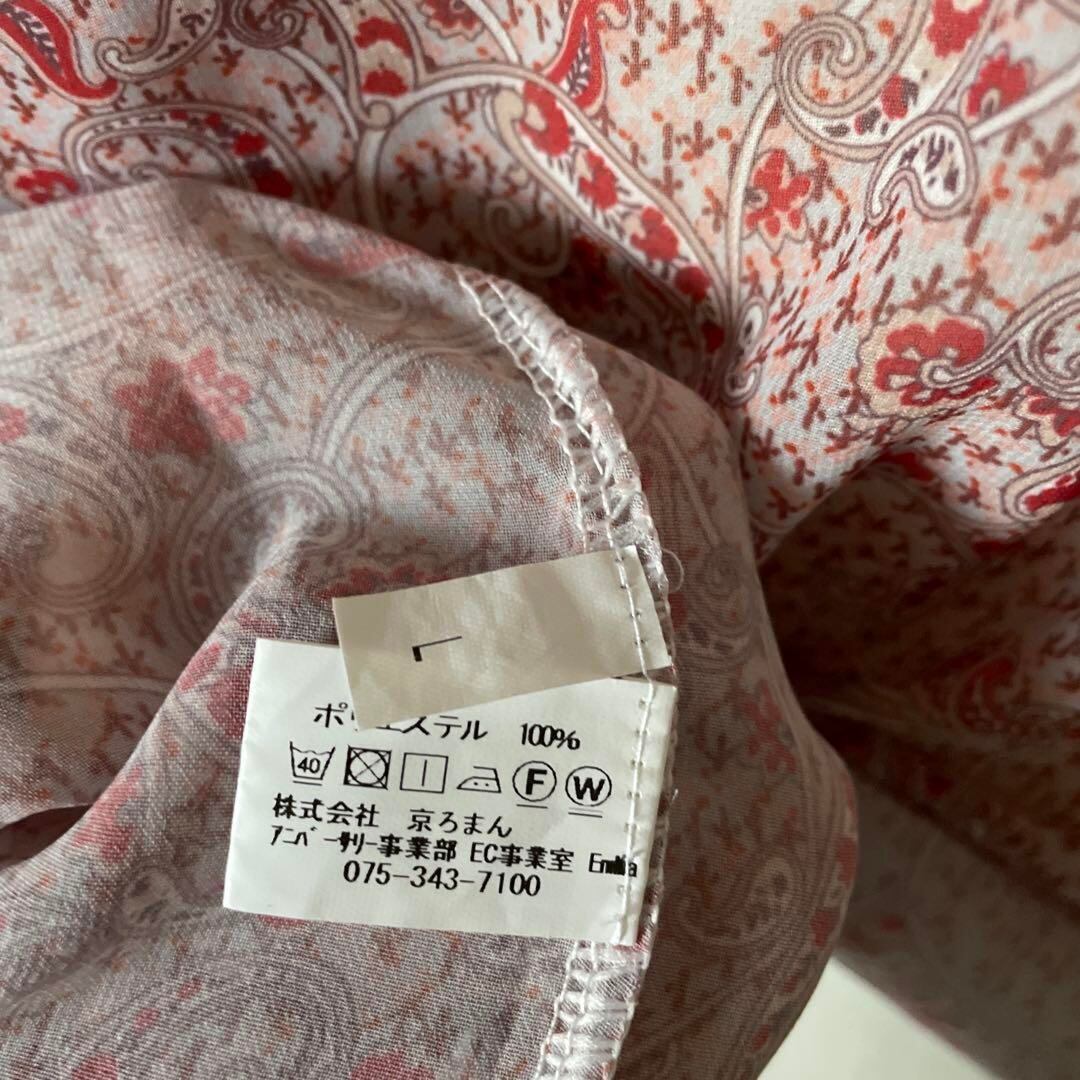 L
ポリエステル 100%
40 F W
株式会社 京ろまん
ｱﾆﾊﾞｰｻﾘｰ事業部 EC事業室
075-343-7100